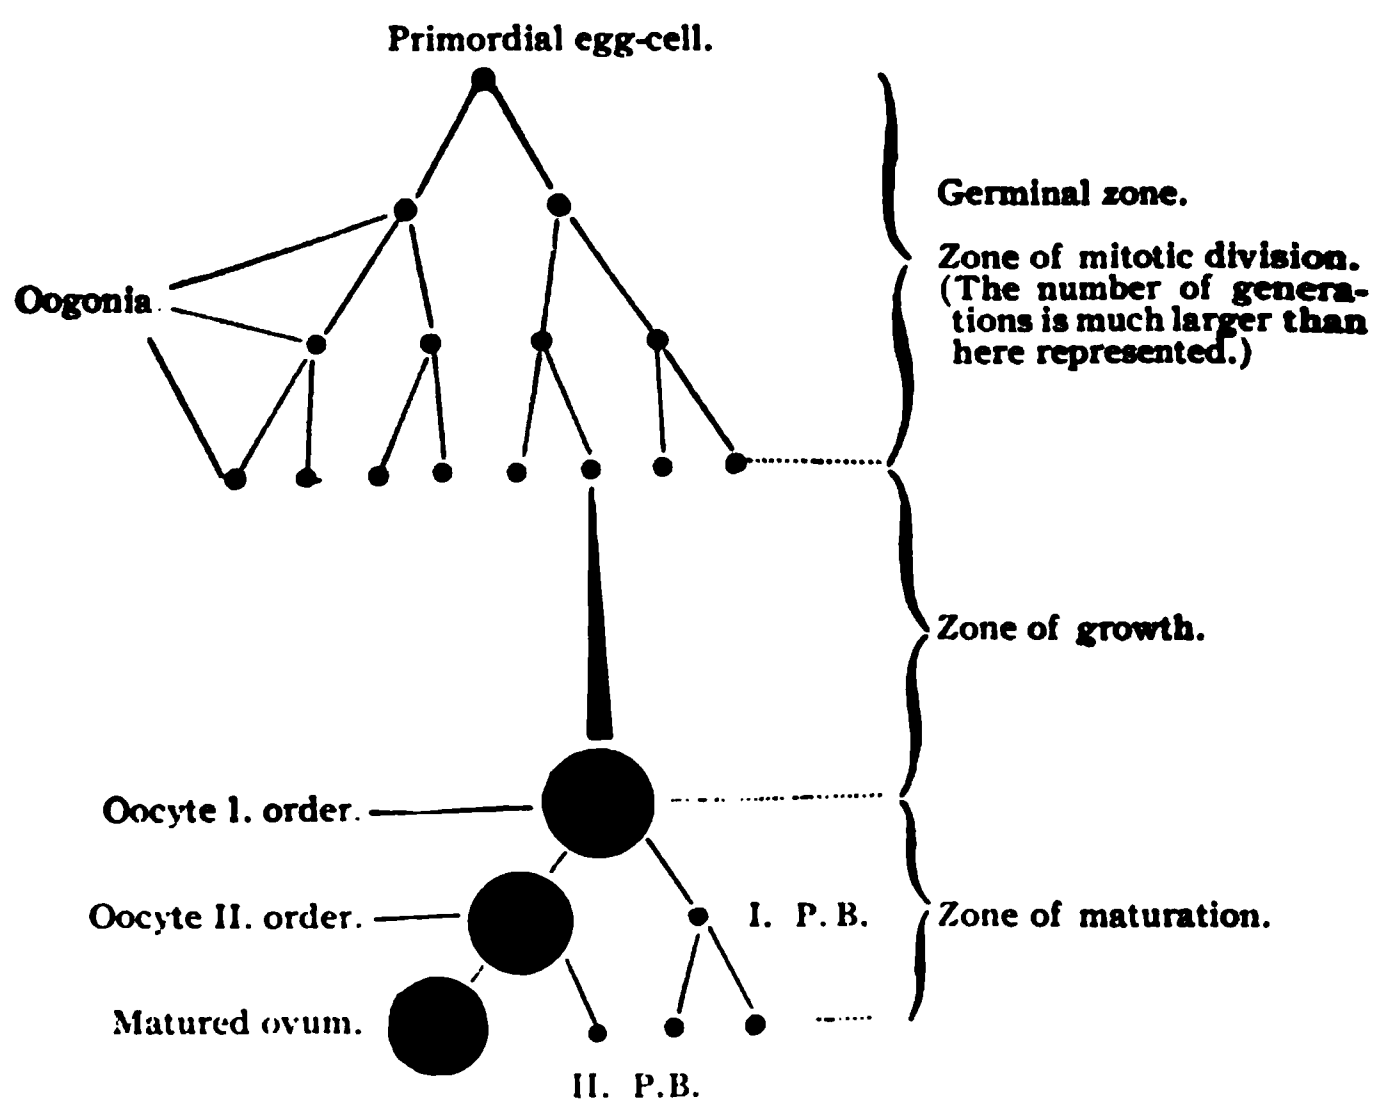 Primordial egg-cell.
Germinal zone.
Zone of mitotic division.
(The number of genera-
tions is much larger than
here represented.)
Oogonia
Zone of growth.
Oocyte I. order.
Oocyte II. order.
I. P.B.
Zone of maturation.
Matured ovum.
II. P.B.